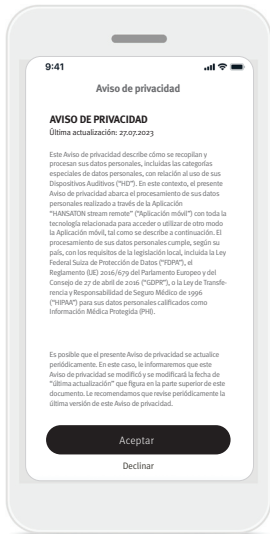 9:41
Aviso de privacidad
AVISO DE PRIVACIDAD
Última actualización: 27.07.2023
Este Aviso de privacidad describe cómo se recopilan y
procesan sus datos personales, incluidas las categorías
especiales de datos personales, con relación al uso de sus
Dispositivos Auditivos ("HD"). En este contexto, el presente
Aviso de privacidad abarca el procesamiento de sus datos
personales realizado a través de la Aplicación
"HANSATON stream remote" ("Aplicación móvil") con toda la
tecnología relacionada para acceder o utilizar de otro modo
la Aplicación móvil, tal como se describe a continuación. El
procesamiento de sus datos personales cumple, según su
país, con los requisitos de la legislación local, incluida la Ley
Federal Suiza de Protección de Datos ("FDPA"), el
Reglamento (UE) 2016/679 del Parlamento Europeo y del
Consejo de 27 de abril de 2016 ("GDPR"), o la Ley de Transfe-
rencia y Responsabilidad de Seguro Médico de 1996
("HIPAA") para sus datos personales calificados como
Información Médica Protegida (PHI).
Es posible que el presente Aviso de privacidad se actualice
periódicamente. En este caso, le informaremos que este
Aviso de privacidad se modificó y se modificará la fecha de
"última actualización" que figura en la parte superior de este
documento. Le recomendamos que revise periódicamente la
última versión de este Aviso de privacidad.
Aceptar
Declinar